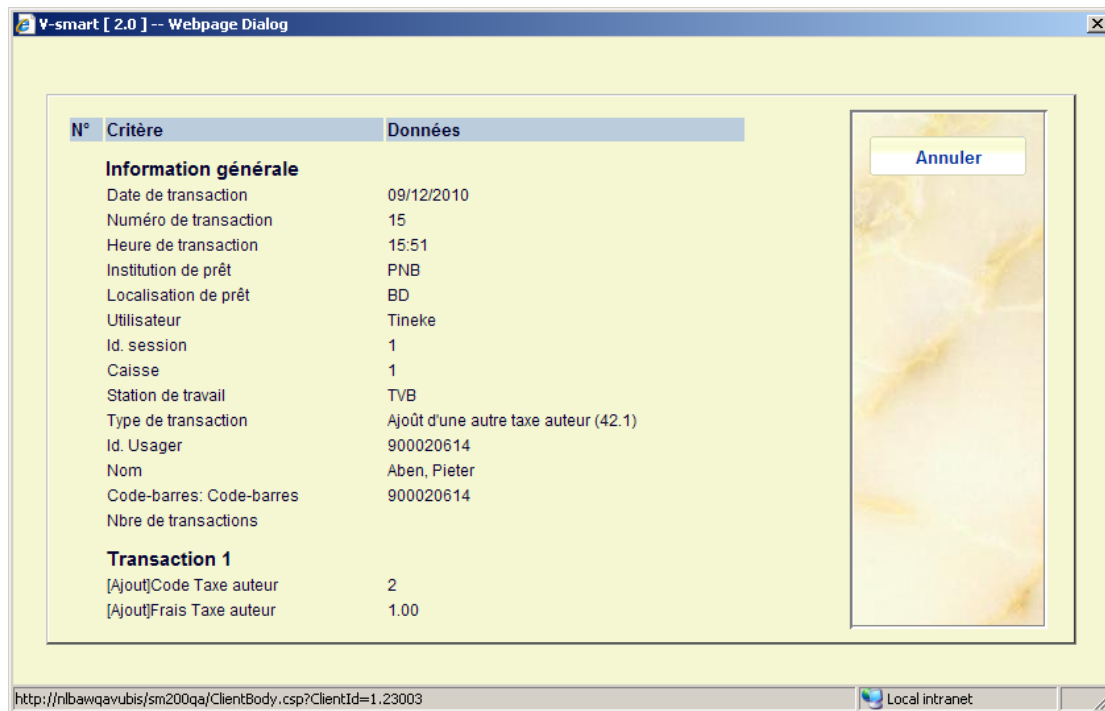 V-smart [ 2.0 ] -- Webpage Dialog
N° Critère Données
Annuler
Information générale
Date de transaction 09/12/2010
Numéro de transaction 15
Heure de transaction 15:51
Institution de prêt PNB
Localisation de prêt BD
Utilisateur Tineke
Id. session 1
Caisse 1
Station de travail TVB
Type de transaction Ajoût d'une autre taxe auteur (42.1)
Id. Usager 900020614
Nom Aben, Pieter
Code-barres: Code-barres 900020614
Nbre de transactions
Transaction 1
[Ajout]Code Taxe auteur 2
[Ajout]Frais Taxe auteur 1.00
http://nlbawqavubis/sm200qa/ClientBody.csp?ClientId=1.23003 Local intranet